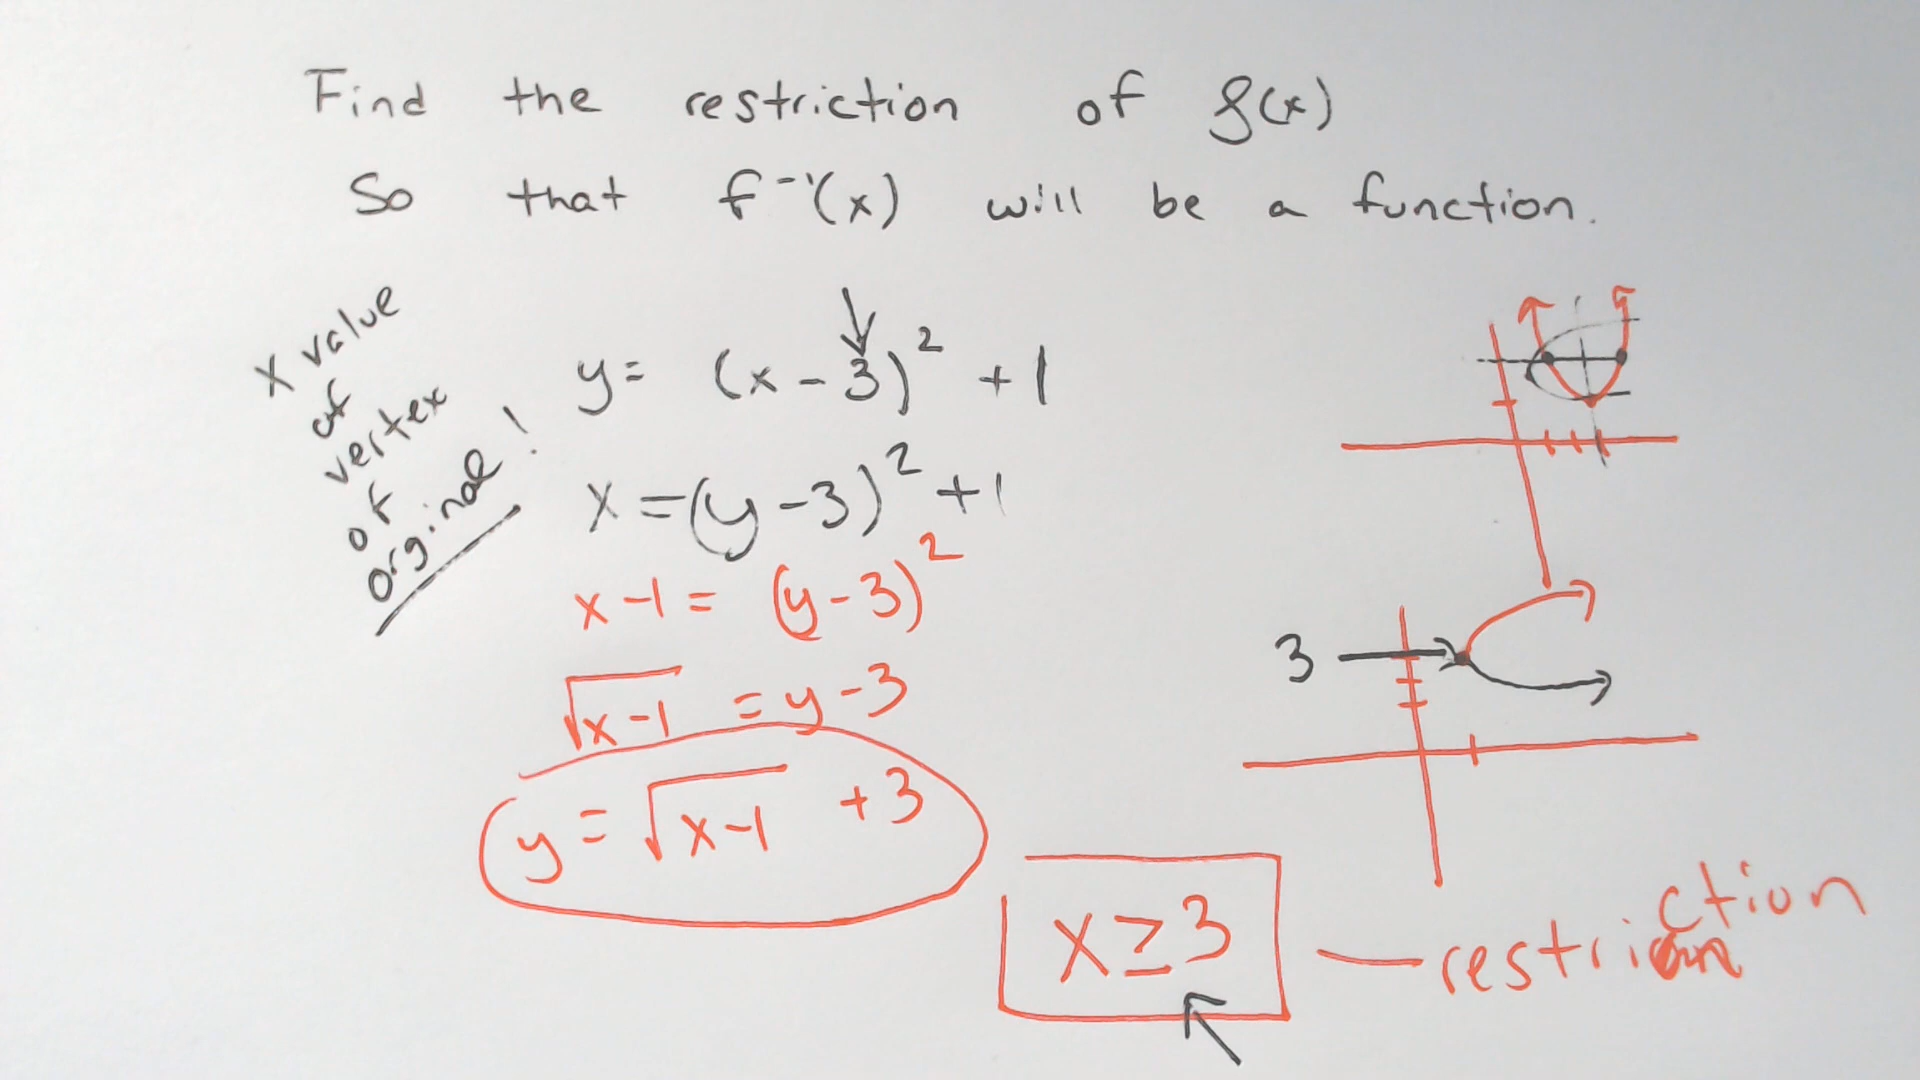 Find the restriction of f(x)
So that f⁻¹(x) will be a function.
X value
of
vertex
of
orginal!
y= (x-3)² +1
x=(y-3)²+1
x-1= (y-3)²
√x-1 =y-3
y = √x-1 +3
3
x≥3
—restriction